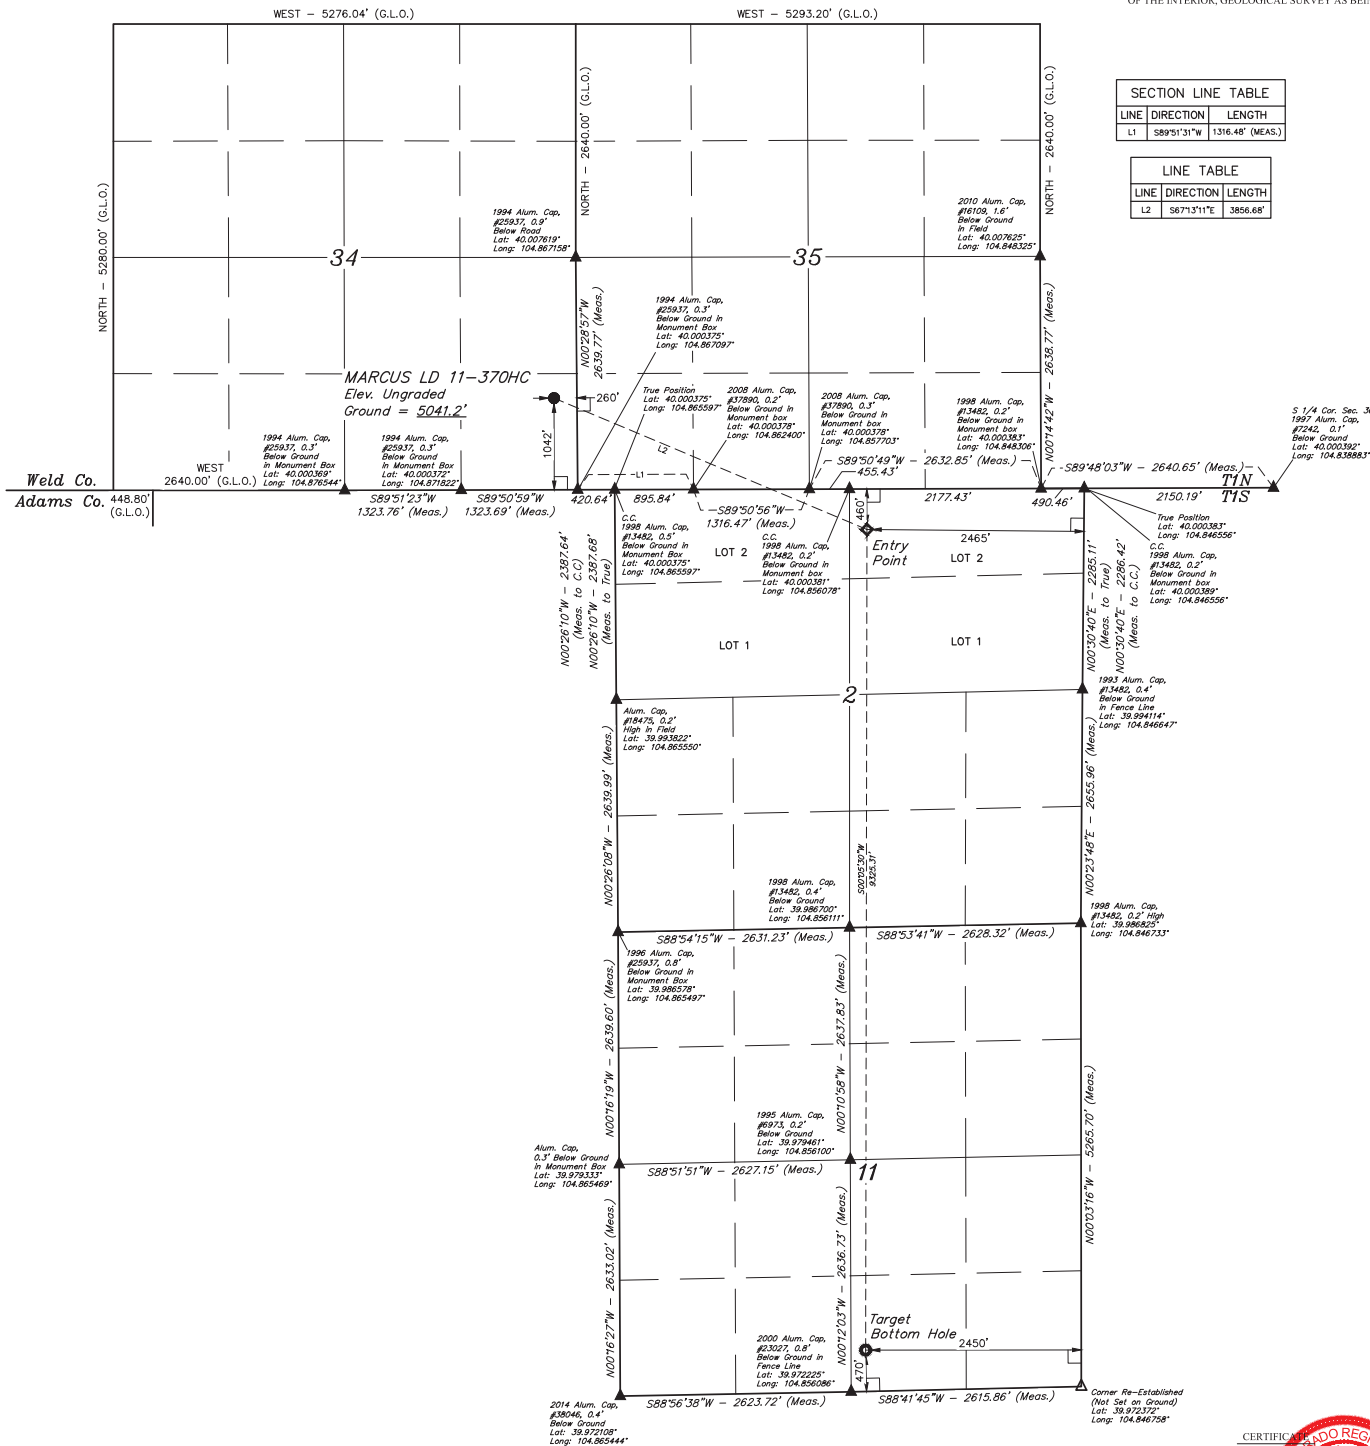 OF THE INTERIOR, GEOLOGICAL SURVEY AS BEI
WEST - 5276.04' (G.L.O.)
WEST - 5293.20' (G.L.O.)
SECTION LINE TABLE
LINE DIRECTION LENGTH
L1 S89°51'31"W 1316.48' (MEAS.)
LINE TABLE
LINE DIRECTION LENGTH
L2 S67°13'11"E 3856.68'
NORTH - 5280.00' (G.L.O.)
NORTH - 2640.00' (G.L.O.)
NORTH - 2640.00' (G.L.O.)
34
35
1994 Alum. Cap,
#25937, 0.9'
Below Road
Lat: 40.007619°
Long: 104.867158°
2010 Alum. Cap,
#16109, 1.6'
Below Ground
In Field
Lat: 40.007625°
Long: 104.848325°
N00°28'57"W
2639.77' (Meas.)
N00°14'42"W - 2638.77' (Meas.)
1994 Alum. Cap,
#25937, 0.3'
Below Ground in
Monument Box
Lat: 40.000375°
Long: 104.867097°
MARCUS LD 11-370HC
Elev. Ungraded
Ground = 5041.2'
260'
1042'
L2
True Position
Lat: 40.000375°
Long: 104.865597°
2008 Alum. Cap,
#37890, 0.2'
Below Ground in
Monument box
Lat: 40.000378°
Long: 104.862400°
2008 Alum. Cap,
#37890, 0.3'
Below Ground in
Monument box
Lat: 40.000378°
Long: 104.857703°
1998 Alum. Cap,
#13482, 0.2'
Below Ground in
Monument box
Lat: 40.000383°
Long: 104.848306°
S 1/4 Cor. Sec. 36
1997 Alum. Cap,
#7242, 0.1'
Below Ground
Lat: 40.000392°
Long: 104.838883°
1994 Alum. Cap,
#25937, 0.3'
Below Ground
in Monument Box
Lat: 40.000369°
Long: 104.876544°
1994 Alum. Cap,
#25937, 0.3'
Below Ground
in Monument Box
Lat: 40.000372°
Long: 104.871822°
Weld Co.
Adams Co.
WEST
2640.00' (G.L.O.)
448.80'
(G.L.O.)
L1
S89°50'49"W - 2632.85' (Meas.)
S89°48'03"W - 2640.65' (Meas.)
T1N
T1S
S89°51'23"W
1323.76' (Meas.)
S89°50'59"W
1323.69' (Meas.)
420.64'
895.84'
S89°50'56"W
1316.47' (Meas.)
455.43'
2177.43'
490.46'
2150.19'
460'
2465'
Entry
Point
C.C.
1998 Alum. Cap,
#13482, 0.5'
Below Ground in
Monument Box
Lat: 40.000375°
Long: 104.865597°
C.C.
1998 Alum. Cap,
#13482, 0.2'
Below Ground in
Monument box
Lat: 40.000381°
Long: 104.856078°
True Position
Lat: 40.000383°
Long: 104.846556°
C.C.
1998 Alum. Cap,
#13482, 0.2'
Below Ground in
Monument box
Lat: 40.000389°
Long: 104.846556°
N00°26'10"W - 2387.64'
(Meas. to C.C)
N00°26'10"W - 2387.68'
(Meas. to True)
N00°30'40"E - 2285.11'
(Meas. to True)
N00°30'40"E - 2286.42'
(Meas. to C.C.)
LOT 2
LOT 2
LOT 1
LOT 1
2
Alum. Cap,
#18475, 0.2'
High in Field
Lat: 39.993822°
Long: 104.865550°
1993 Alum. Cap,
#13482, 0.4'
Below Ground
in Fence Line
Lat: 39.994114°
Long: 104.846647°
N00°26'08"W - 2639.99' (Meas.)
N00°23'48"E - 2655.96' (Meas.)
S00°05'30"W
9325.31'
1998 Alum. Cap,
#13482, 0.4'
Below Ground
Lat: 39.986700°
Long: 104.856111°
1998 Alum. Cap,
#13482, 0.2' High
Lat: 39.986825°
Long: 104.846733°
S88°54'15"W - 2631.23' (Meas.)
S88°53'41"W - 2628.32' (Meas.)
1996 Alum. Cap,
#25937, 0.8'
Below Ground in
Monument Box
Lat: 39.986578°
Long: 104.865497°
N00°16'19"W - 2639.60' (Meas.)
N00°10'58"W - 2637.83' (Meas.)
N00°03'16"W - 5265.70' (Meas.)
1995 Alum. Cap,
#6973, 0.2'
Below Ground
Lat: 39.979461°
Long: 104.856100°
Alum. Cap,
0.3' Below Ground
in Monument Box
Lat: 39.979333°
Long: 104.865469°
S88°51'51"W - 2627.15' (Meas.)
11
N00°16'27"W - 2633.02' (Meas.)
N00°12'03"W - 2636.73' (Meas.)
Target
Bottom Hole
2450'
470'
2000 Alum. Cap,
#23027, 0.8'
Below Ground in
Fence Line
Lat: 39.972225°
Long: 104.856086°
S88°56'38"W - 2623.72' (Meas.)
S88°41'45"W - 2615.86' (Meas.)
2014 Alum. Cap,
#38046, 0.4'
Below Ground
Lat: 39.972108°
Long: 104.865444°
Corner Re-Established
(Not Set on Ground)
Lat: 39.972372°
Long: 104.846758°
CERTIFICATE
ADO REG